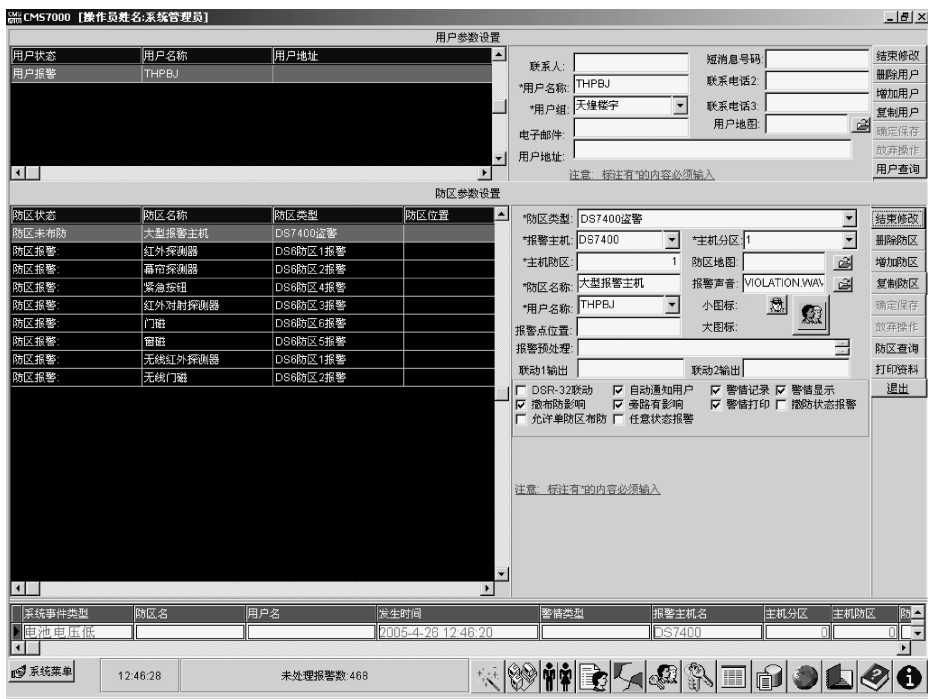 CMS7000 [操作员姓名:系统管理员]
用户参数设置
用户状态 用户名称 用户地址
用户报警 THPBJ
联系人:
短消息号码:
*用户名称: THPBJ
联系电话2:
*用户组: 天煌楼宇
联系电话3:
电子邮件:
用户地图:
用户地址:
注意: 标注有*的内容必须输入
结束修改
删除用户
增加用户
复制用户
确定保存
放弃操作
用户查询
防区参数设置
防区状态 防区名称 防区类型 防区位置
防区未布防 大型报警主机 DS7400盗警
防区报警: 红外探测器 DS6防区1报警
防区报警: 幕帘探测器 DS6防区2报警
防区报警: 紧急按钮 DS6防区4报警
防区报警: 红外对射探测器 DS6防区3报警
防区报警: 门磁 DS6防区6报警
防区报警: 窗磁 DS6防区5报警
防区报警: 无线红外探测器 DS6防区1报警
防区报警: 无线门磁 DS6防区2报警
*防区类型: DS7400盗警
*报警主机: DS7400 *主机分区: 1
*主机防区: 1 防区地图:
*防区名称: 大型报警主机 报警声音: VIOLATION.WAV
*用户名称: THPBJ 小图标:
报警点位置: 大图标:
报警预处理:
联动1输出 联动2输出
DSR-32联动 自动通知用户 警情记录 警情显示
撤布防影响 旁路有影响 警情打印 撤防状态报警
允许单防区布防 任意状态报警
注意: 标注有*的内容必须输入
结束修改
删除防区
增加防区
复制防区
确定保存
放弃操作
防区查询
打印资料
退出
系统事件类型 防区名 用户名 发生时间 警情类型 报警主机名 主机分区 主机防区 防
电池电压低 2005-4-26 12:46:20 DS7400 0 0
系统菜单 12:46:28 未处理报警数:468